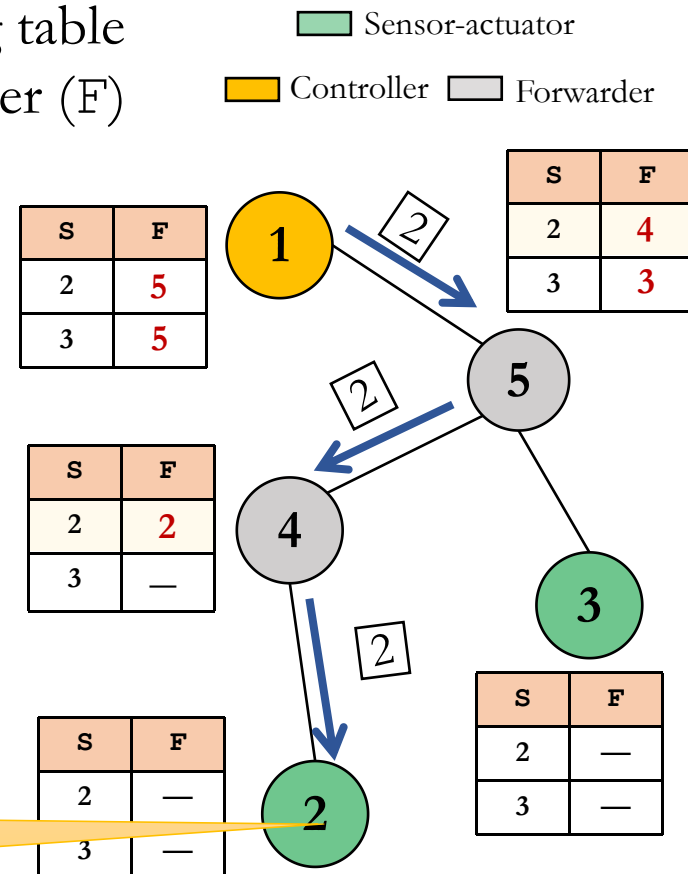 table
(F)
Sensor-actuator
Controller
Forwarder
S F
2 4
3 3
S F
2 5
3 5
1
2
5
2
S F
2 2
3 —
4
3
2
S F
2 —
3 —
S F
2 —
3 —
2